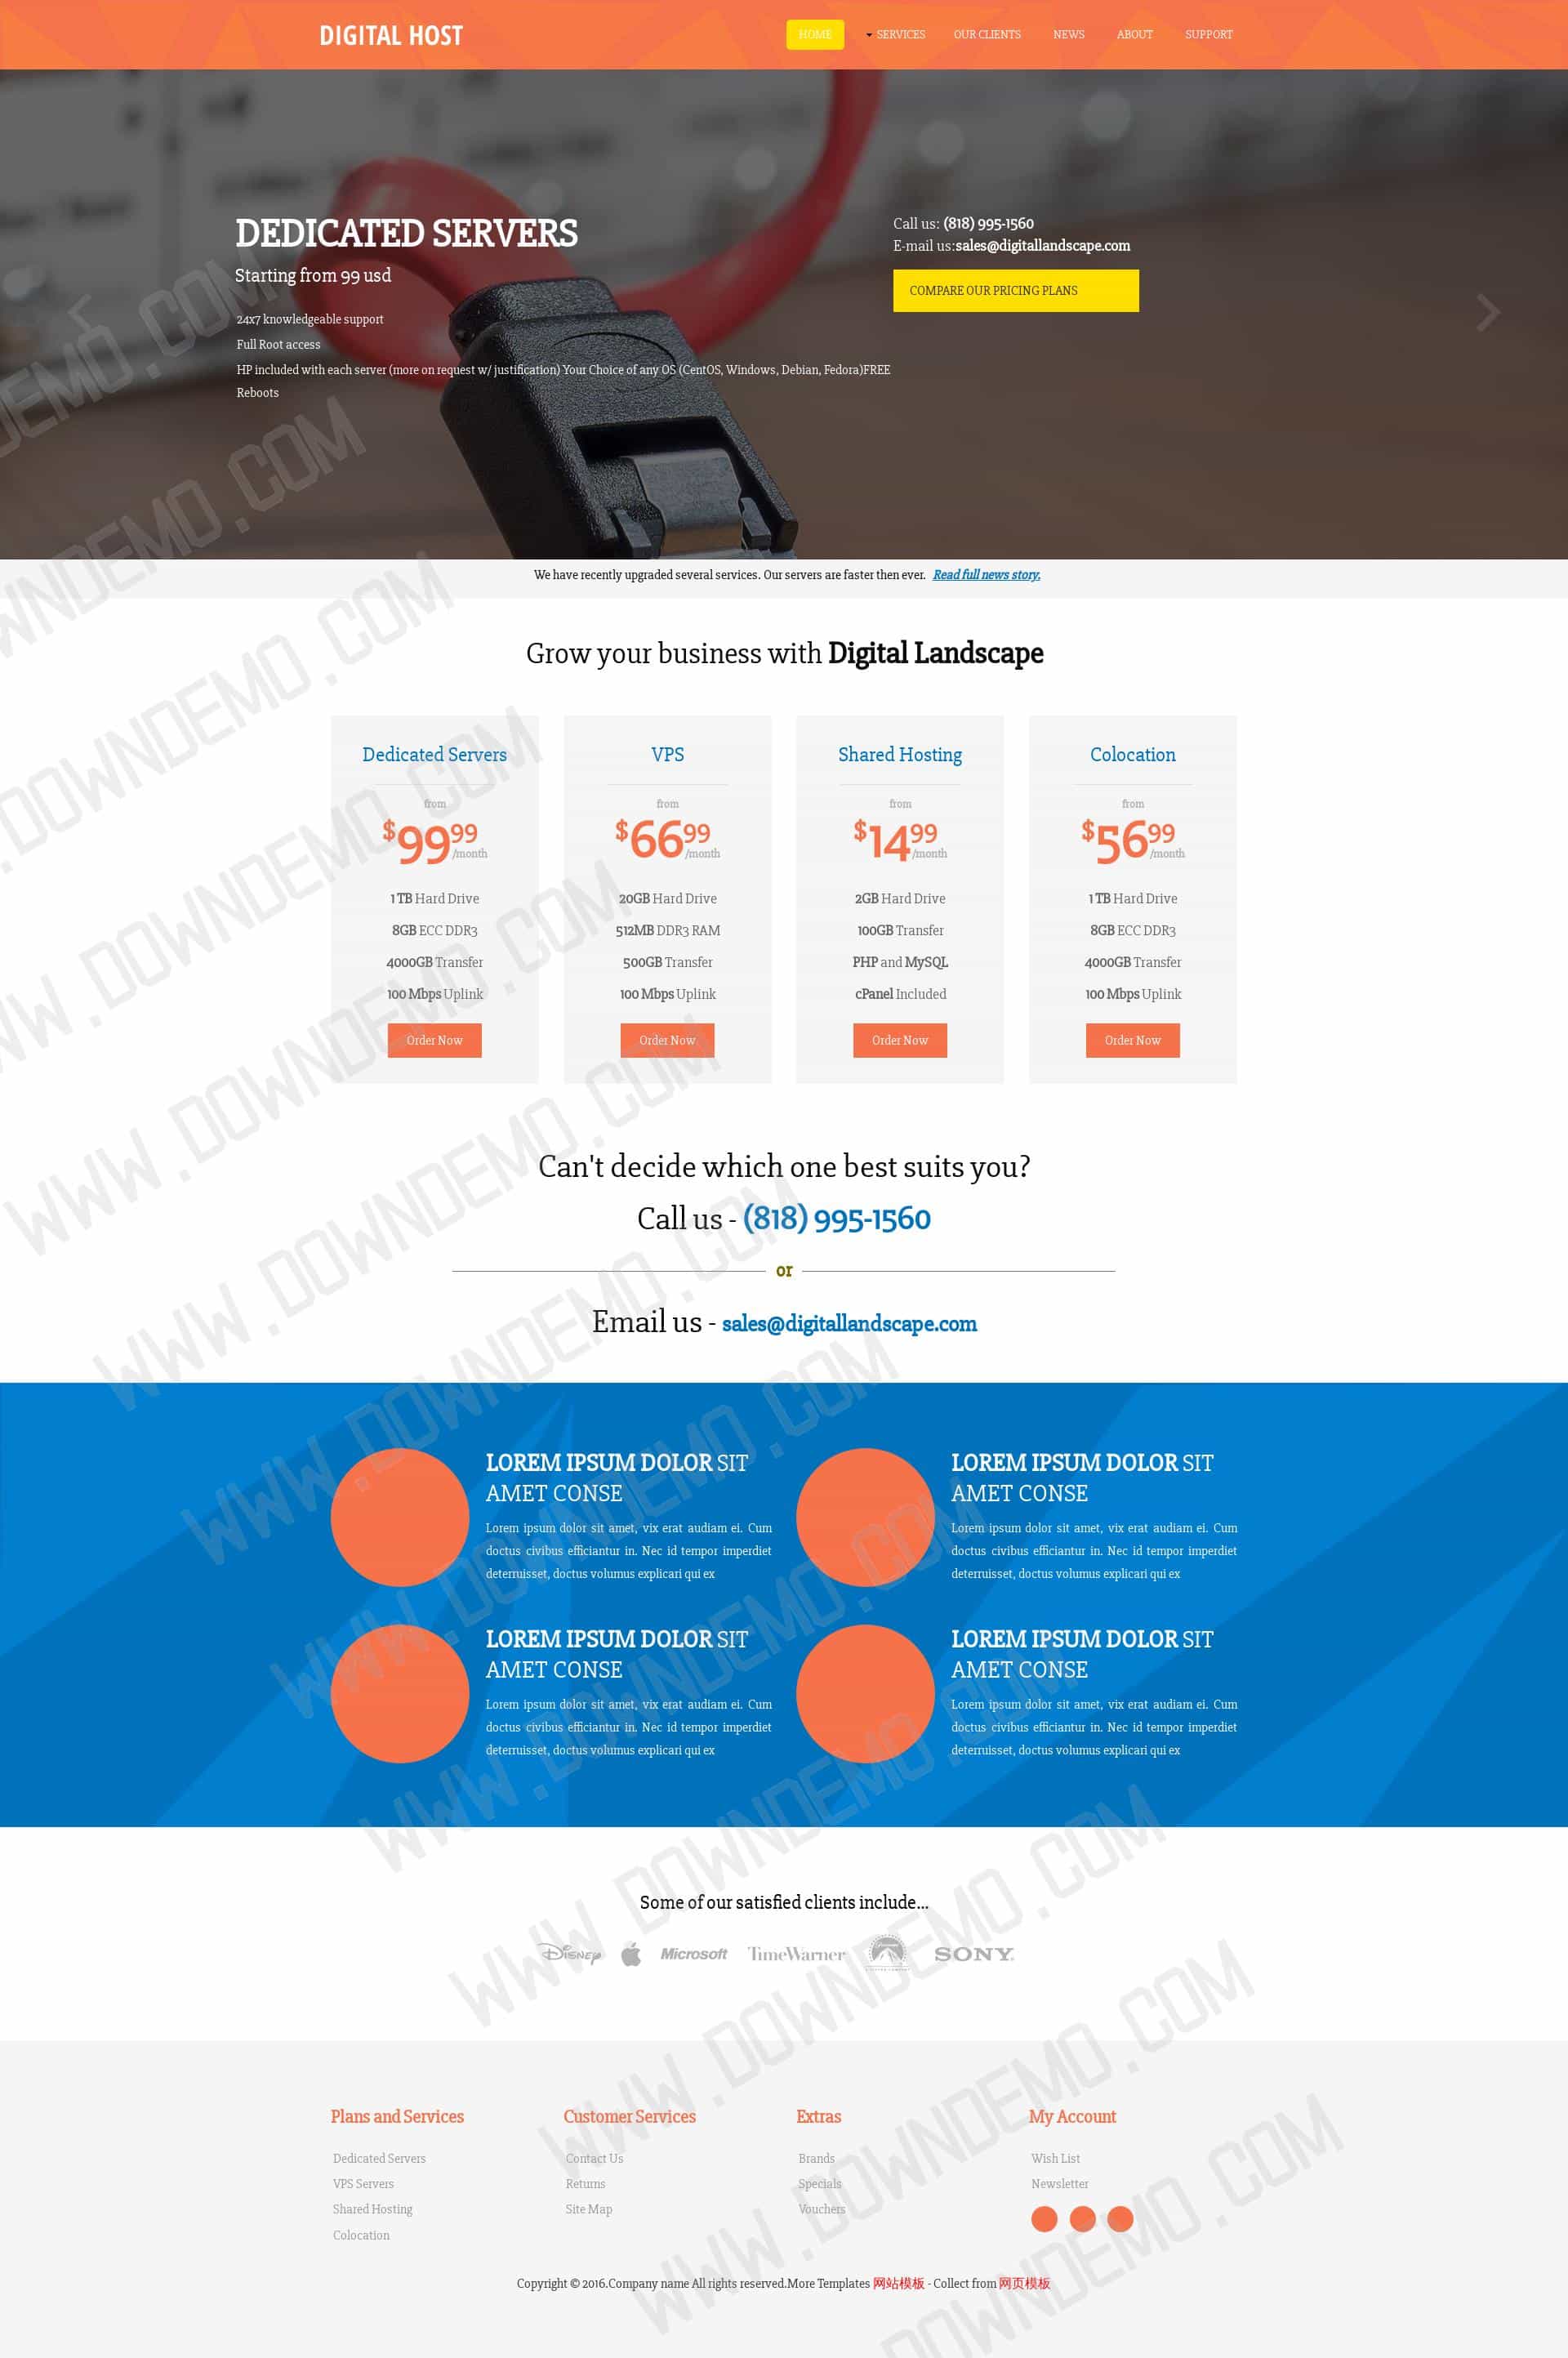 DIGITAL HOST
HOME SERVICES OUR CLIENTS NEWS ABOUT SUPPORT
DEDICATED SERVERS
Starting from 99 usd
24x7 knowledgeable support
Full Root access
HP included with each server (more on request w/ justification) Your Choice of any OS (CentOS, Windows, Debian, Fedora)FREE
Reboots
Call us: (818) 995-1560
E-mail us:sales@digitallandscape.com
COMPARE OUR PRICING PLANS
We have recently upgraded several services. Our servers are faster then ever. Read full news story.
Grow your business with Digital Landscape
Dedicated Servers
from
$99 99 /month
1 TB Hard Drive
8GB ECC DDR3
4000GB Transfer
100 Mbps Uplink
Order Now
VPS
from
$66 99 /month
20GB Hard Drive
512MB DDR3 RAM
500GB Transfer
100 Mbps Uplink
Order Now
Shared Hosting
from
$14 99 /month
2GB Hard Drive
100GB Transfer
PHP and MySQL
cPanel Included
Order Now
Colocation
from
$56 99 /month
1 TB Hard Drive
8GB ECC DDR3
4000GB Transfer
100 Mbps Uplink
Order Now
Can't decide which one best suits you?
Call us - (818) 995-1560
or
Email us - sales@digitallandscape.com
LOREM IPSUM DOLOR SIT
AMET CONSE
Lorem ipsum dolor sit amet, vix erat audiam ei. Cum
doctus civibus efficiantur in. Nec id tempor imperdiet
deterruisset, doctus volumus explicari qui ex
LOREM IPSUM DOLOR SIT
AMET CONSE
Lorem ipsum dolor sit amet, vix erat audiam ei. Cum
doctus civibus efficiantur in. Nec id tempor imperdiet
deterruisset, doctus volumus explicari qui ex
LOREM IPSUM DOLOR SIT
AMET CONSE
Lorem ipsum dolor sit amet, vix erat audiam ei. Cum
doctus civibus efficiantur in. Nec id tempor imperdiet
deterruisset, doctus volumus explicari qui ex
LOREM IPSUM DOLOR SIT
AMET CONSE
Lorem ipsum dolor sit amet, vix erat audiam ei. Cum
doctus civibus efficiantur in. Nec id tempor imperdiet
deterruisset, doctus volumus explicari qui ex
Some of our satisfied clients include...
Disney Microsoft TimeWarner SONY
Plans and Services
Dedicated Servers
VPS Servers
Shared Hosting
Colocation
Customer Services
Contact Us
Returns
Site Map
Extras
Brands
Specials
Vouchers
My Account
Wish List
Newsletter
Copyright © 2016.Company name All rights reserved.More Templates 网站模板 - Collect from 网页模板
WWW.DOWNDEMO.COM